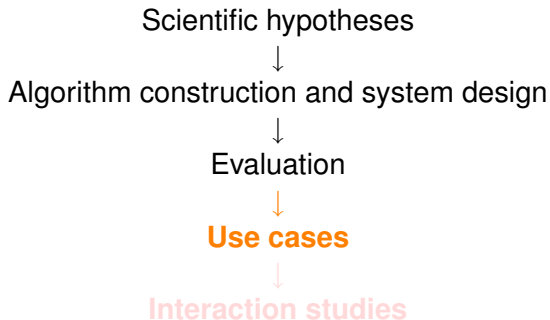 Scientific hypotheses
↓
Algorithm construction and system design
↓
Evaluation
↓
Use cases
↓
Interaction studies